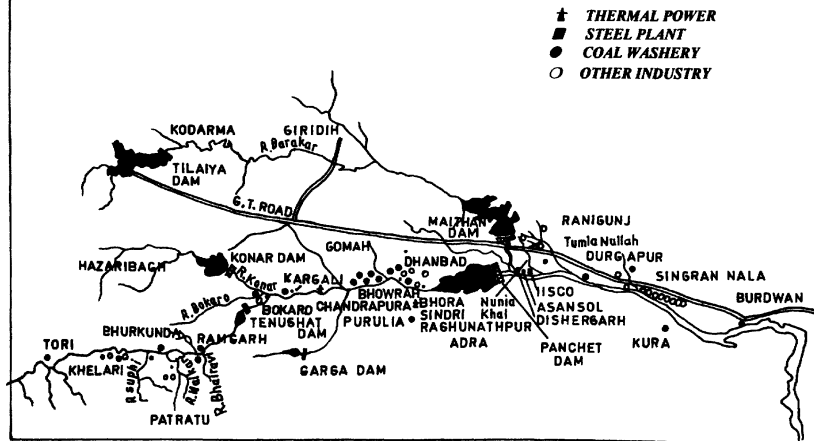 THERMAL POWER
STEEL PLANT
COAL WASHERY
OTHER INDUSTRY
KODARMA
GIRIDIH
R. Barakar
TILAIYA
DAM
G.T. ROAD
MAITHAN
DAM
RANIGUNJ
Tumla Nullah
DURGAPUR
SINGRAN NALA
BURDWAN
KONAR DAM
GOMAH
DHANBAD
HAZARIBAGH
R. Konar
KARGALI
R. Bokaro
BOKARO
TENUGHAT
DAM
CHANDRAPURA
BHOWRAH
PURULIA
BHORA
SINDRI
RAGHUNATHPUR
ADRA
Nunia
Khal
IISCO
ASANSOL
DISHERGARH
PANCHET
DAM
KURA
BHURKUNDA
RAMGARH
TORI
KHELARI
R. Suphi
R. Nalkari
R. Bhairavi
PATRATU
GARGA DAM